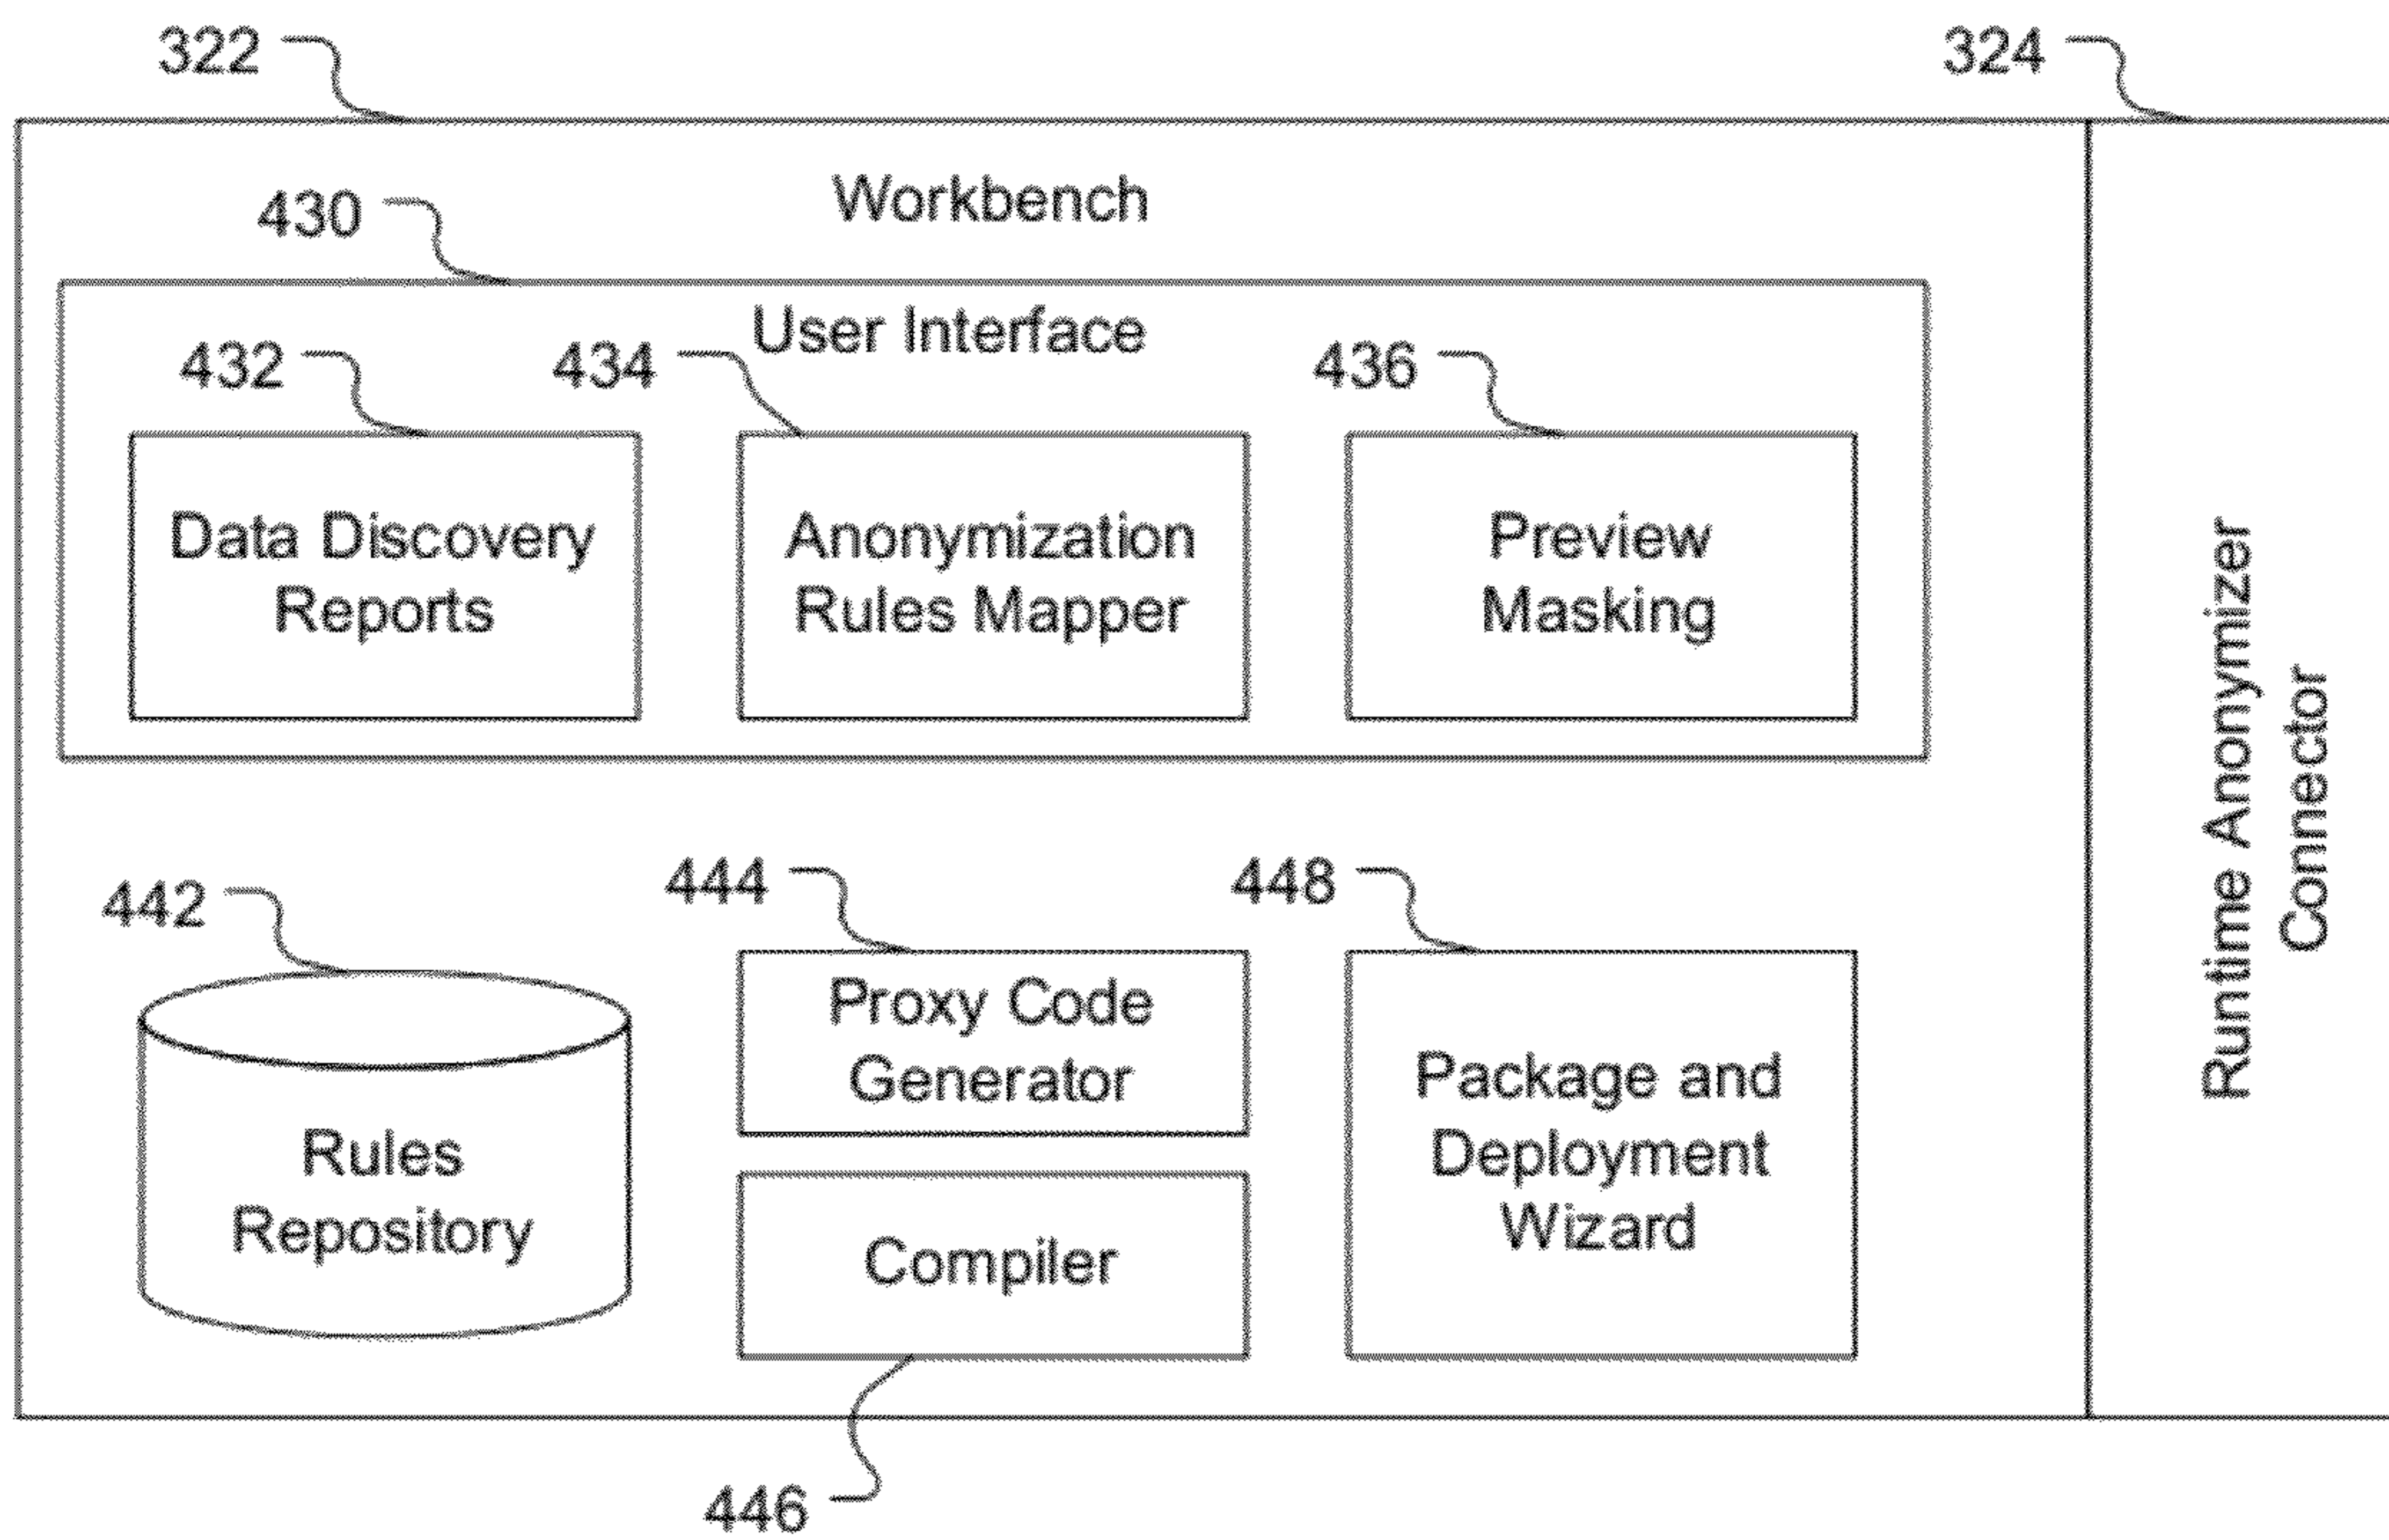 322
324
Workbench
430
User Interface
432
434
436
Data Discovery
Reports
Anonymization
Rules Mapper
Preview
Masking
Runtime Anonymizer
Connector
442
444
448
Rules
Repository
Proxy Code
Generator
Compiler
Package and
Deployment
Wizard
446